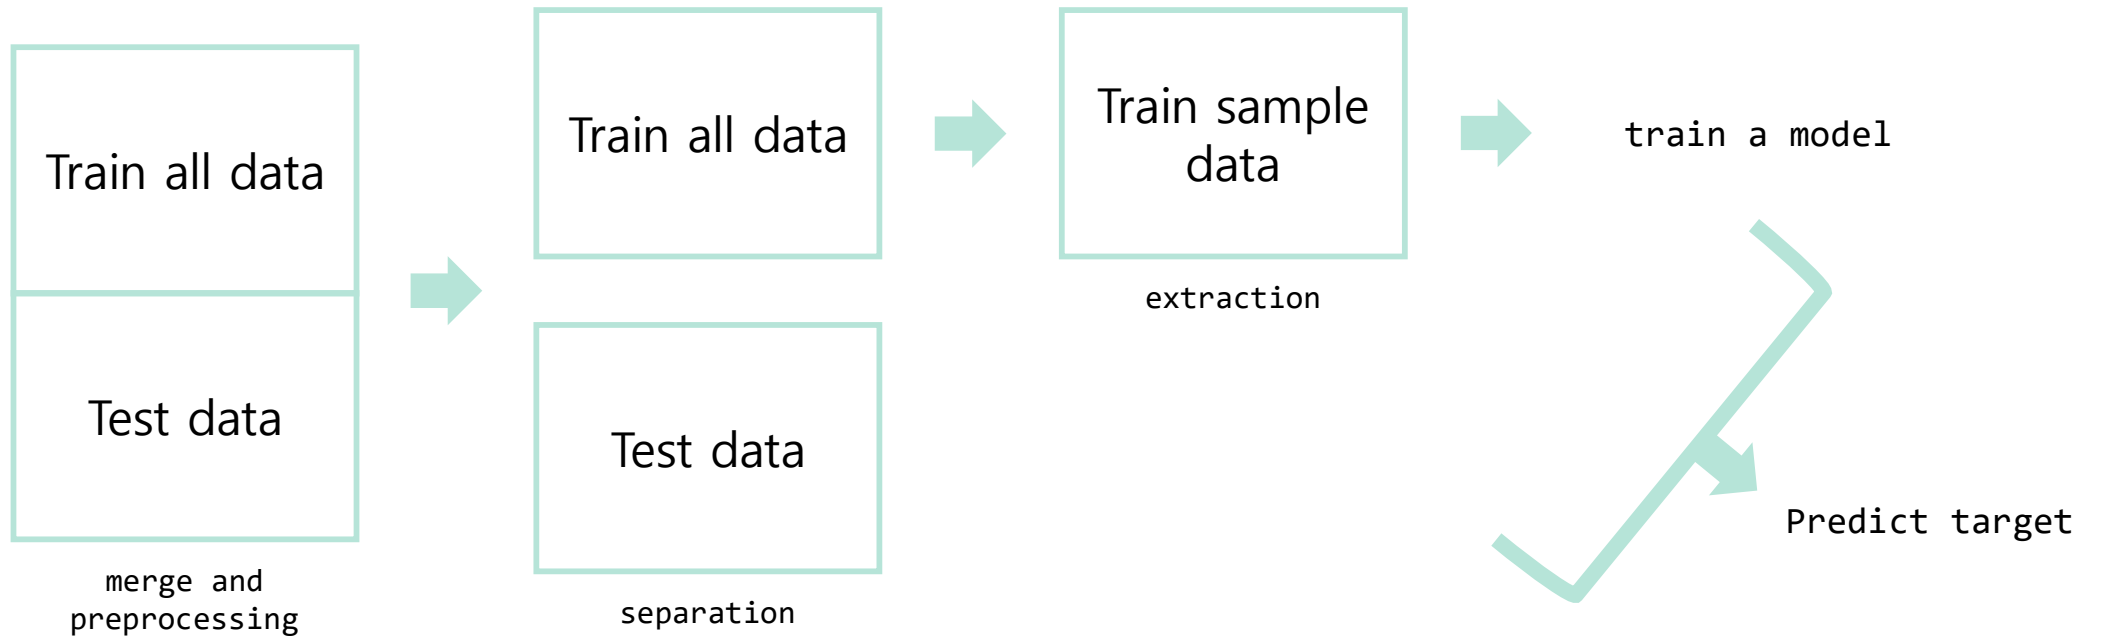 Train all data
Test data
merge and
preprocessing
Train all data
Test data
separation
Train sample
data
extraction
train a model
Predict target